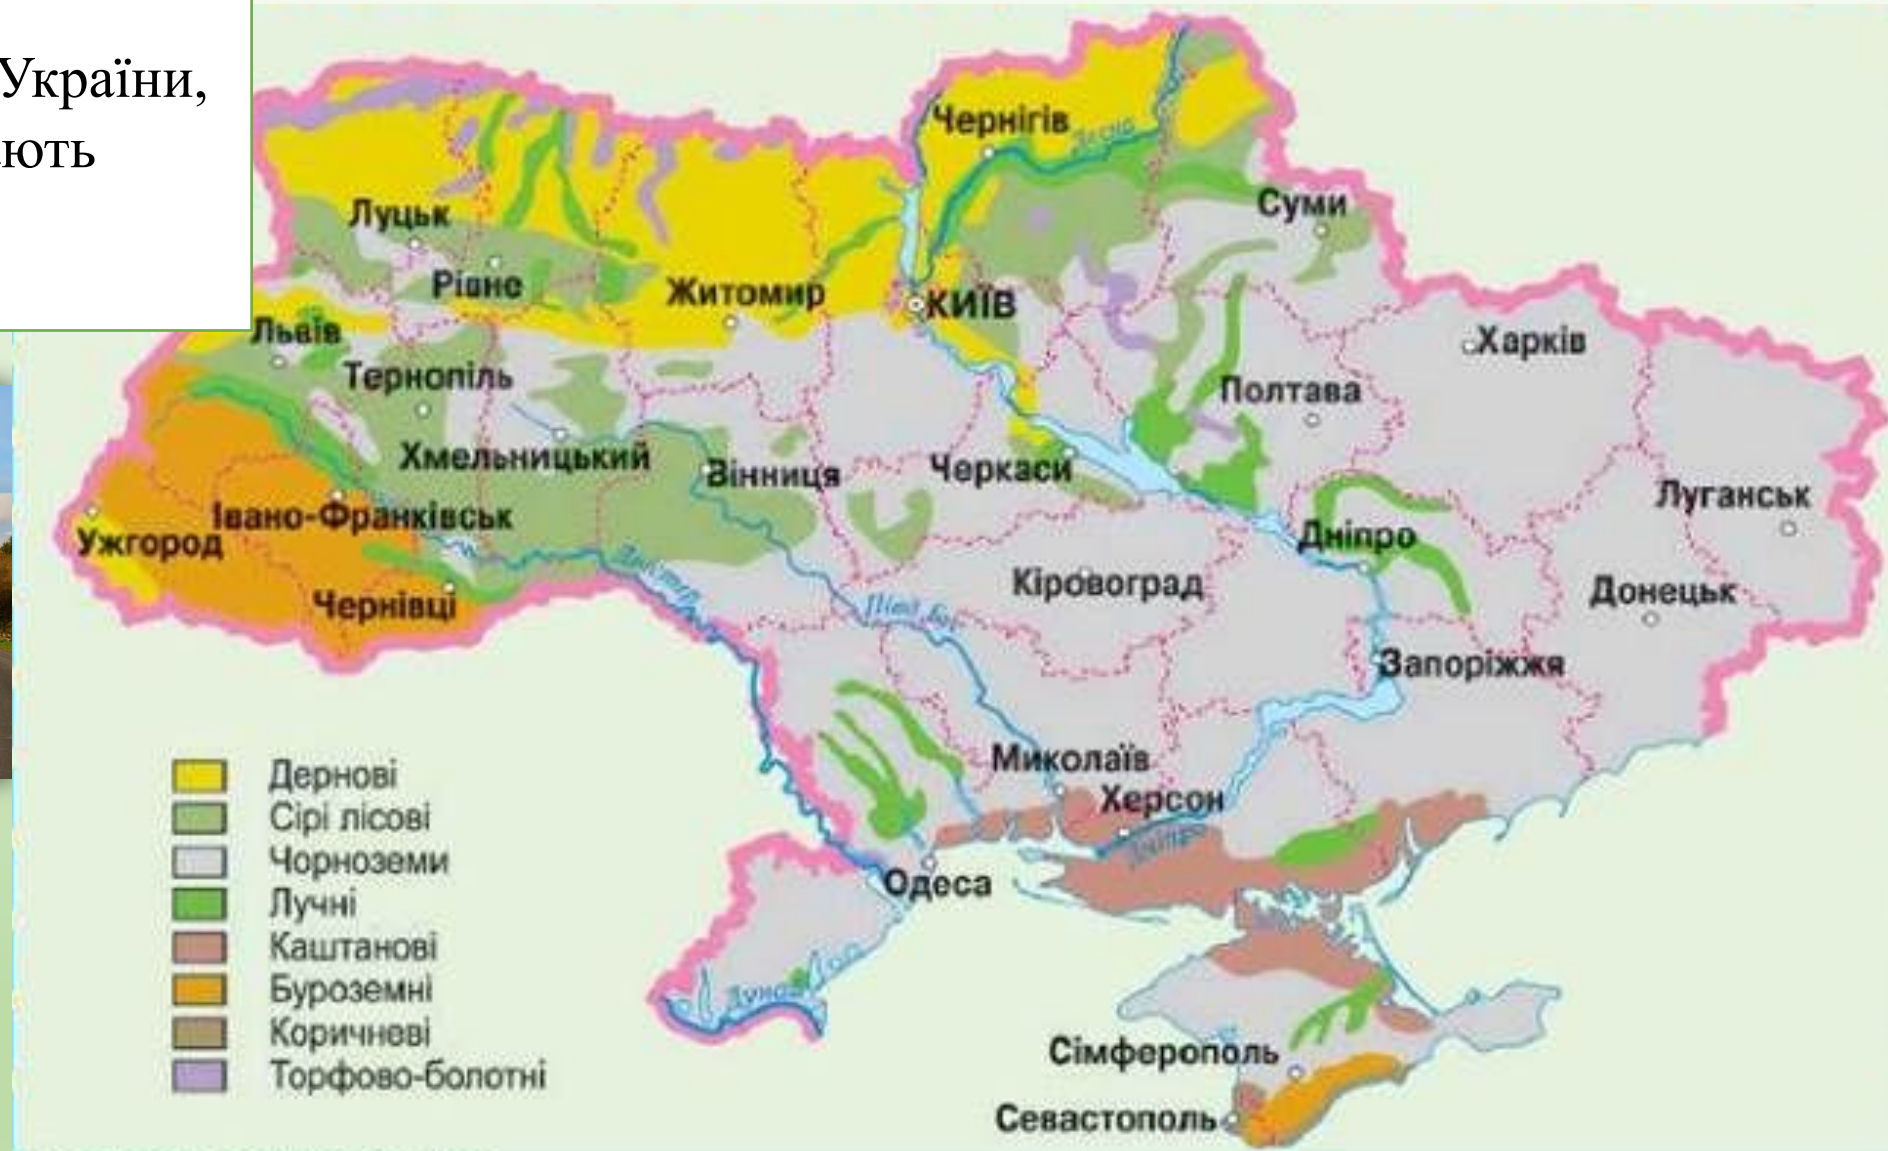 України,
ють
Чернігів
Десна
Луцьк
Суми
Рівне
Житомир
КИЇВ
Львів
Харків
Тернопіль
Полтава
Хмельницький
Вінниця
Черкаси
Луганськ
Івано-Франківськ
Ужгород
Дніпро
Дністер
Кіровоград
Донецьк
Чернівці
Півд. Буг
Запоріжжя
Миколаїв
Херсон
Дніпро
Одеса
Дунай
Сімферополь
Севастополь
Дернові
Сірі лісові
Чорноземи
Лучні
Каштанові
Буроземні
Коричневі
Торфово-болотні